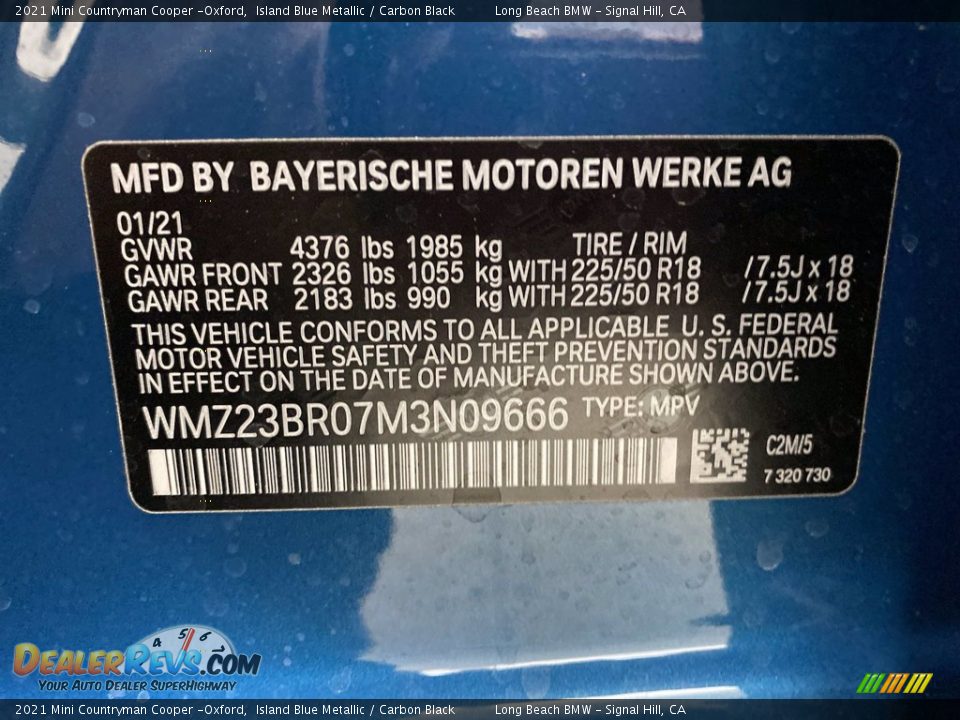 2021 Mini Countryman Cooper -Oxford, Island Blue Metallic / Carbon Black Long Beach BMW - Signal Hill, CA
MFD BY BAYERISCHE MOTOREN WERKE AG
01/21
GVWR 4376 lbs 1985 kg TIRE / RIM
GAWR FRONT 2326 lbs 1055 kg WITH 225/50 R18 /7.5J x 18
GAWR REAR 2183 lbs 990 kg WITH 225/50 R18 /7.5J x 18
THIS VEHICLE CONFORMS TO ALL APPLICABLE U. S. FEDERAL
MOTOR VEHICLE SAFETY AND THEFT PREVENTION STANDARDS
IN EFFECT ON THE DATE OF MANUFACTURE SHOWN ABOVE.
WMZ23BR07M3N09666 TYPE: MPV
C2M/5
7 320 730
4 5 6
DEALERREVS.COM
YOUR AUTO DEALER SUPERHIGHWAY
2021 Mini Countryman Cooper -Oxford, Island Blue Metallic / Carbon Black Long Beach BMW - Signal Hill, CA